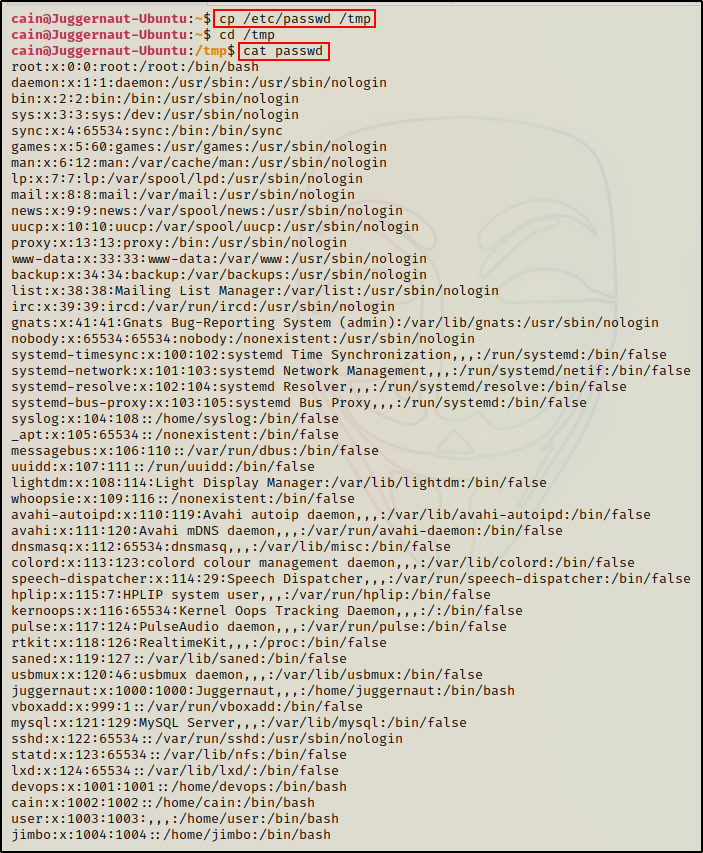 cain@Juggernaut-Ubuntu:~$ cp /etc/passwd /tmp
cain@Juggernaut-Ubuntu:~$ cd /tmp
cain@Juggernaut-Ubuntu:/tmp$ cat passwd
root:x:0:0:root:/root:/bin/bash
daemon:x:1:1:daemon:/usr/sbin:/usr/sbin/nologin
bin:x:2:2:bin:/bin:/usr/sbin/nologin
sys:x:3:3:sys:/dev:/usr/sbin/nologin
sync:x:4:65534:sync:/bin:/bin/sync
games:x:5:60:games:/usr/games:/usr/sbin/nologin
man:x:6:12:man:/var/cache/man:/usr/sbin/nologin
lp:x:7:7:lp:/var/spool/lpd:/usr/sbin/nologin
mail:x:8:8:mail:/var/mail:/usr/sbin/nologin
news:x:9:9:news:/var/spool/news:/usr/sbin/nologin
uucp:x:10:10:uucp:/var/spool/uucp:/usr/sbin/nologin
proxy:x:13:13:proxy:/bin:/usr/sbin/nologin
www-data:x:33:33:www-data:/var/www:/usr/sbin/nologin
backup:x:34:34:backup:/var/backups:/usr/sbin/nologin
list:x:38:38:Mailing List Manager:/var/list:/usr/sbin/nologin
irc:x:39:39:ircd:/var/run/ircd:/usr/sbin/nologin
gnats:x:41:41:Gnats Bug-Reporting System (admin):/var/lib/gnats:/usr/sbin/nologin
nobody:x:65534:65534:nobody:/nonexistent:/usr/sbin/nologin
systemd-timesync:x:100:102:systemd Time Synchronization,,,:/run/systemd:/bin/false
systemd-network:x:101:103:systemd Network Management,,,:/run/systemd/netif:/bin/false
systemd-resolve:x:102:104:systemd Resolver,,,:/run/systemd/resolve:/bin/false
systemd-bus-proxy:x:103:105:systemd Bus Proxy,,,:/run/systemd:/bin/false
syslog:x:104:108::/home/syslog:/bin/false
_apt:x:105:65534::/nonexistent:/bin/false
messagebus:x:106:110::/var/run/dbus:/bin/false
uuidd:x:107:111::/run/uuidd:/bin/false
lightdm:x:108:114:Light Display Manager:/var/lib/lightdm:/bin/false
whoopsie:x:109:116::/nonexistent:/bin/false
avahi-autoipd:x:110:119:Avahi autoip daemon,,,:/var/lib/avahi-autoipd:/bin/false
avahi:x:111:120:Avahi mDNS daemon,,,:/var/run/avahi-daemon:/bin/false
dnsmasq:x:112:65534:dnsmasq,,,:/var/lib/misc:/bin/false
colord:x:113:123:colord colour management daemon,,,:/var/lib/colord:/bin/false
speech-dispatcher:x:114:29:Speech Dispatcher,,,:/var/run/speech-dispatcher:/bin/false
hplip:x:115:7:HPLIP system user,,,:/var/run/hplip:/bin/false
kernoops:x:116:65534:Kernel Oops Tracking Daemon,,,:/:/bin/false
pulse:x:117:124:PulseAudio daemon,,,:/var/run/pulse:/bin/false
rtkit:x:118:126:RealtimeKit,,,:/proc:/bin/false
saned:x:119:127::/var/lib/saned:/bin/false
usbmux:x:120:46:usbmux daemon,,,:/var/lib/usbmux:/bin/false
juggernaut:x:1000:1000:Juggernaut,,,:/home/juggernaut:/bin/bash
vboxadd:x:999:1::/var/run/vboxadd:/bin/false
mysql:x:121:129:MySQL Server,,,:/var/lib/mysql:/bin/false
sshd:x:122:65534::/var/run/sshd:/usr/sbin/nologin
statd:x:123:65534::/var/lib/nfs:/bin/false
lxd:x:124:65534::/var/lib/lxd/:/bin/false
devops:x:1001:1001::/home/devops:/bin/bash
cain:x:1002:1002::/home/cain:/bin/bash
user:x:1003:1003:,,,:/home/user:/bin/bash
jimbo:x:1004:1004::/home/jimbo:/bin/bash